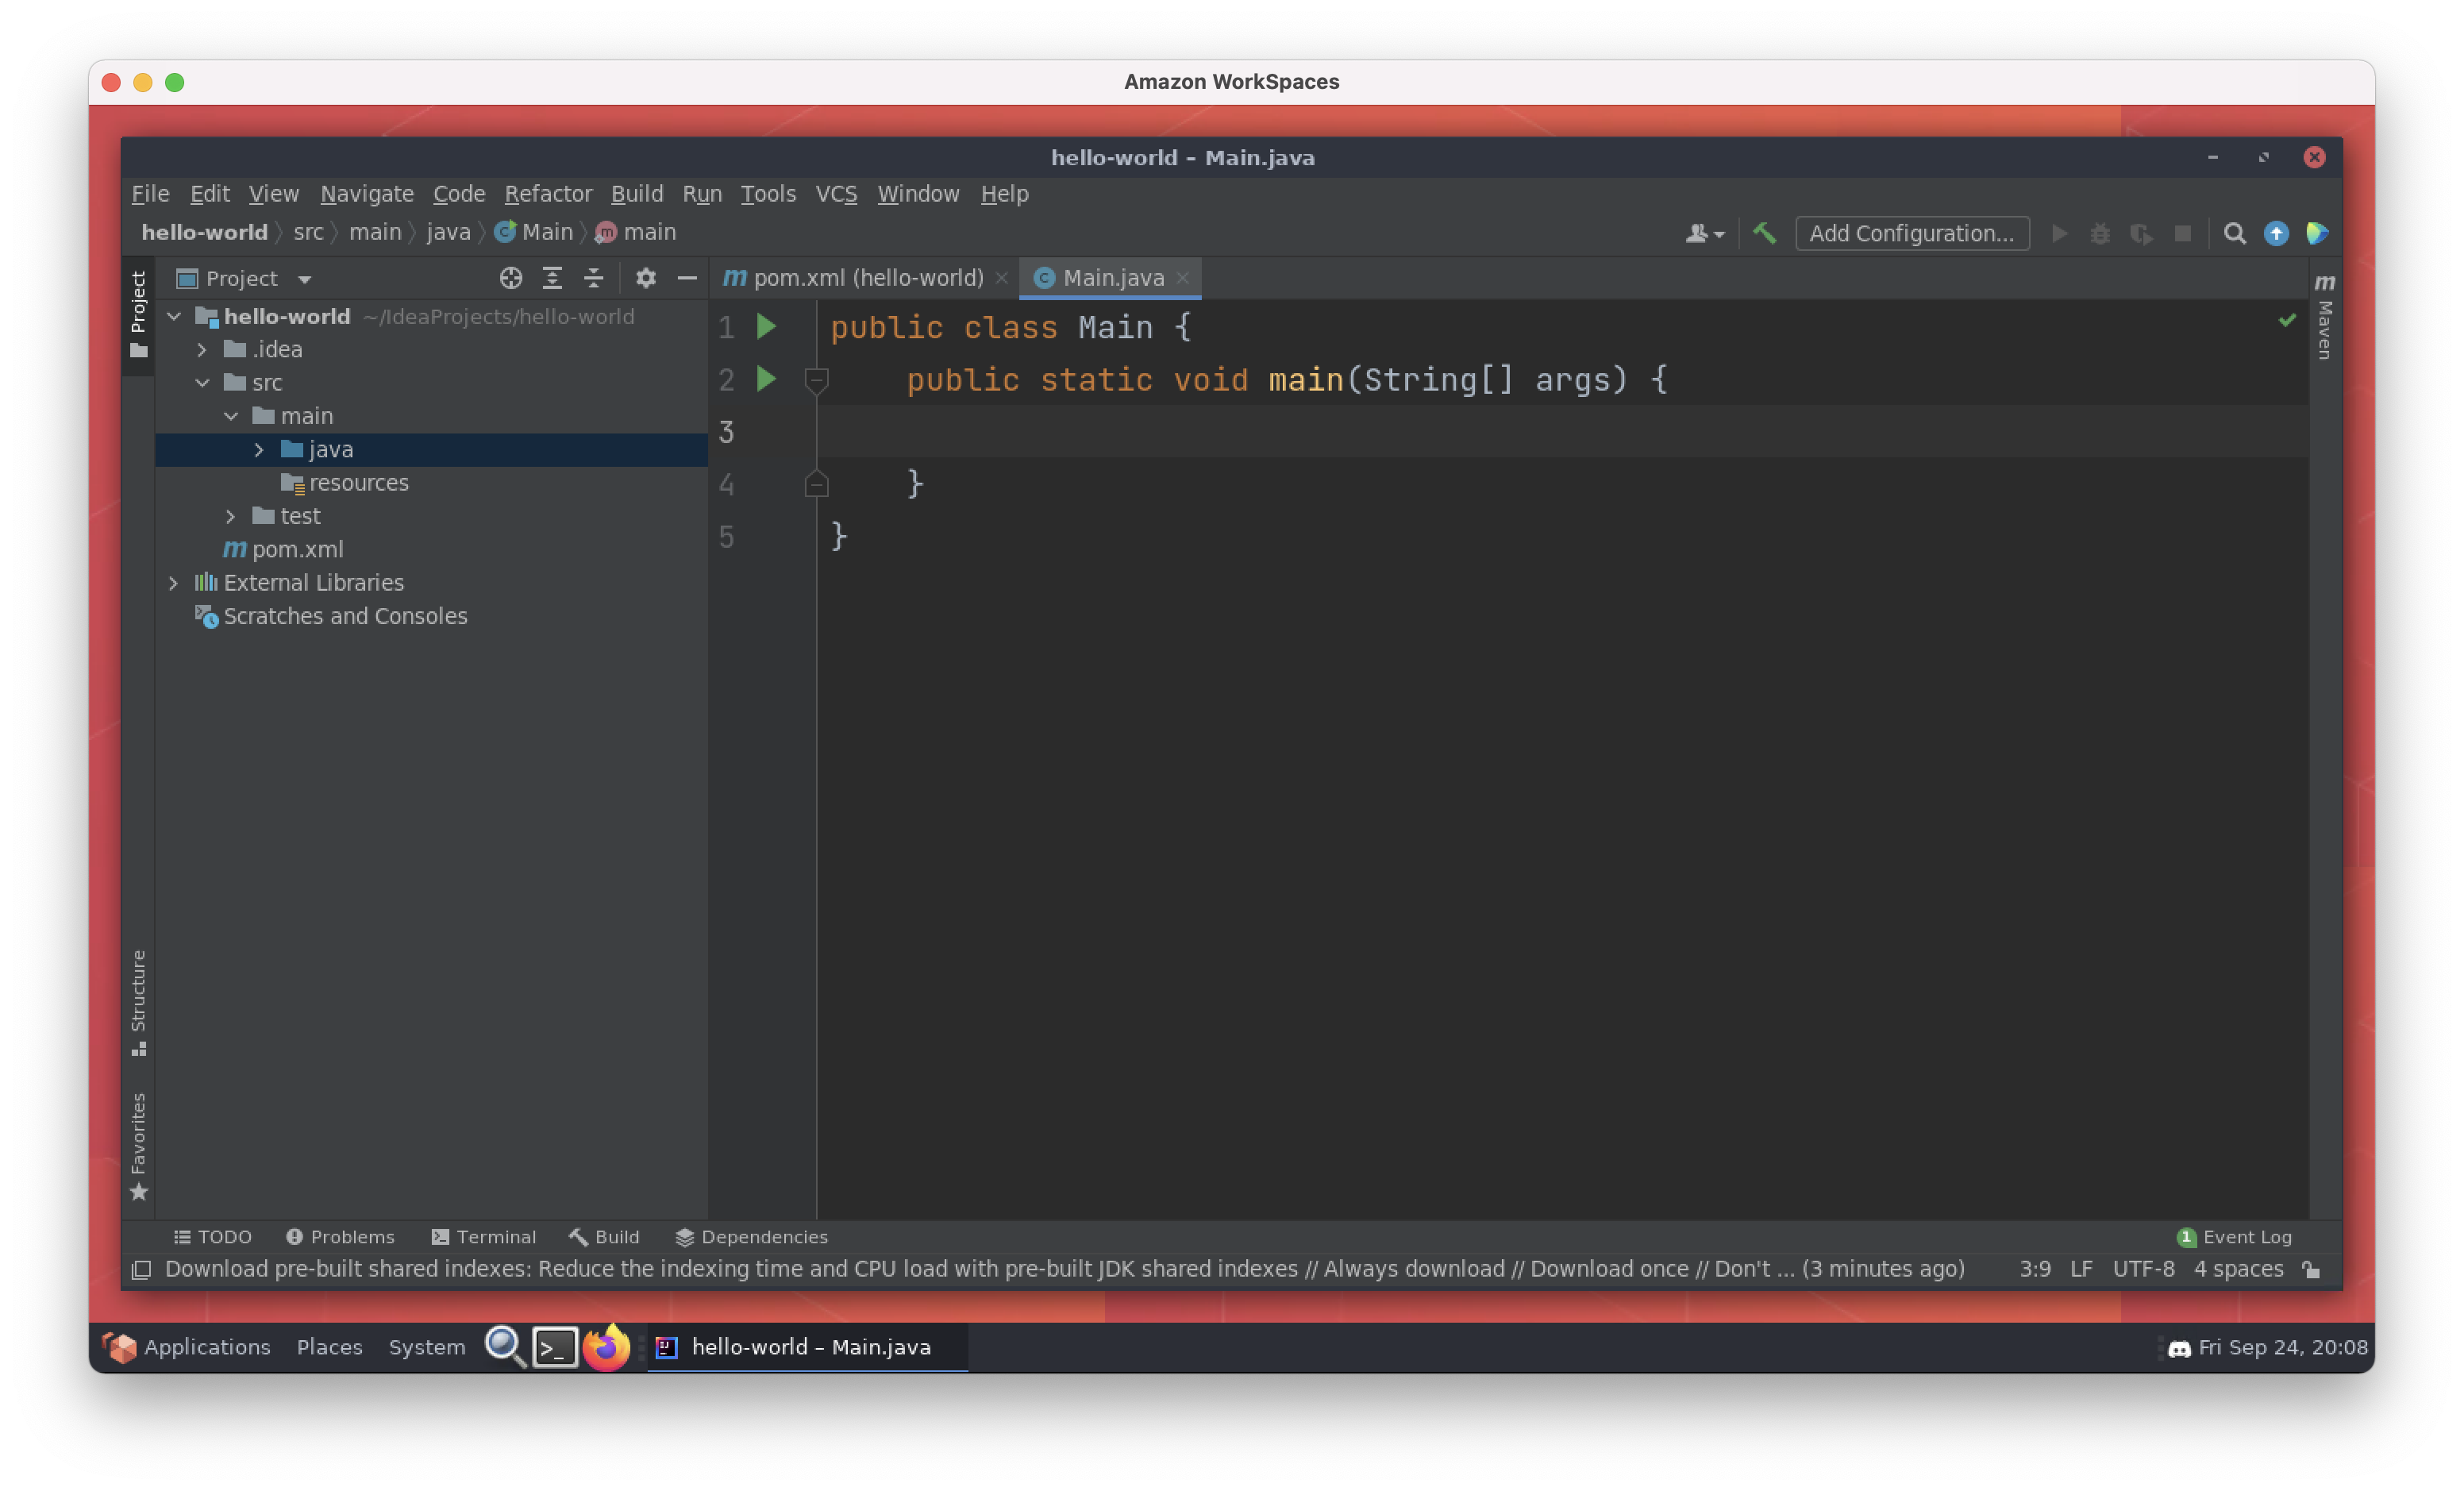 Amazon WorkSpaces
hello-world – Main.java
File Edit View Navigate Code Refactor Build Run Tools VCS Window Help
hello-world src main java Main main
Add Configuration...
Project
Project
pom.xml (hello-world)
Main.java
hello-world ~/IdeaProjects/hello-world
.idea
src
main
java
resources
test
pom.xml
External Libraries
Scratches and Consoles
1 public class Main {
2 public static void main(String[] args) {
3
4 }
5 }
Maven
Structure
Favorites
TODO Problems Terminal Build Dependencies
1 Event Log
Download pre-built shared indexes: Reduce the indexing time and CPU load with pre-built JDK shared indexes // Always download // Download once // Don't ... (3 minutes ago) 3:9 LF UTF-8 4 spaces
Applications Places System hello-world – Main.java Fri Sep 24, 20:08